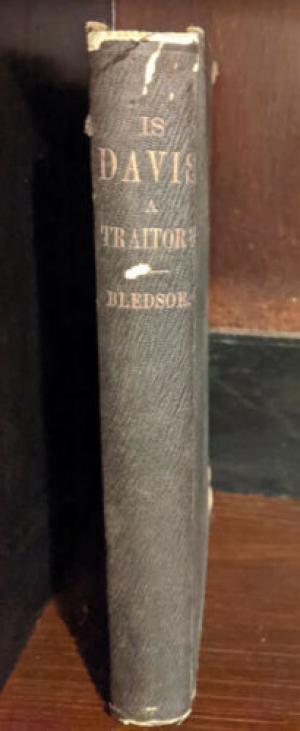 IS
DAVIS
A
TRAITOR?
BLEDSOE.